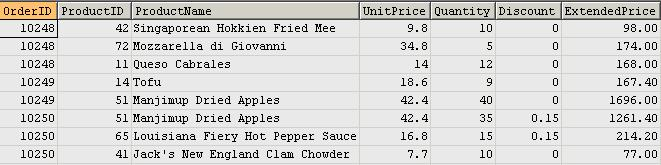 OrderID ProductID ProductName UnitPrice Quantity Discount ExtendedPrice
10248 42 Singaporean Hokkien Fried Mee 9.8 10 0 98.00
10248 72 Mozzarella di Giovanni 34.8 5 0 174.00
10248 11 Queso Cabrales 14 12 0 168.00
10249 14 Tofu 18.6 9 0 167.40
10249 51 Manjimup Dried Apples 42.4 40 0 1696.00
10250 51 Manjimup Dried Apples 42.4 35 0.15 1261.40
10250 65 Louisiana Fiery Hot Pepper Sauce 16.8 15 0.15 214.20
10250 41 Jack's New England Clam Chowder 7.7 10 0 77.00